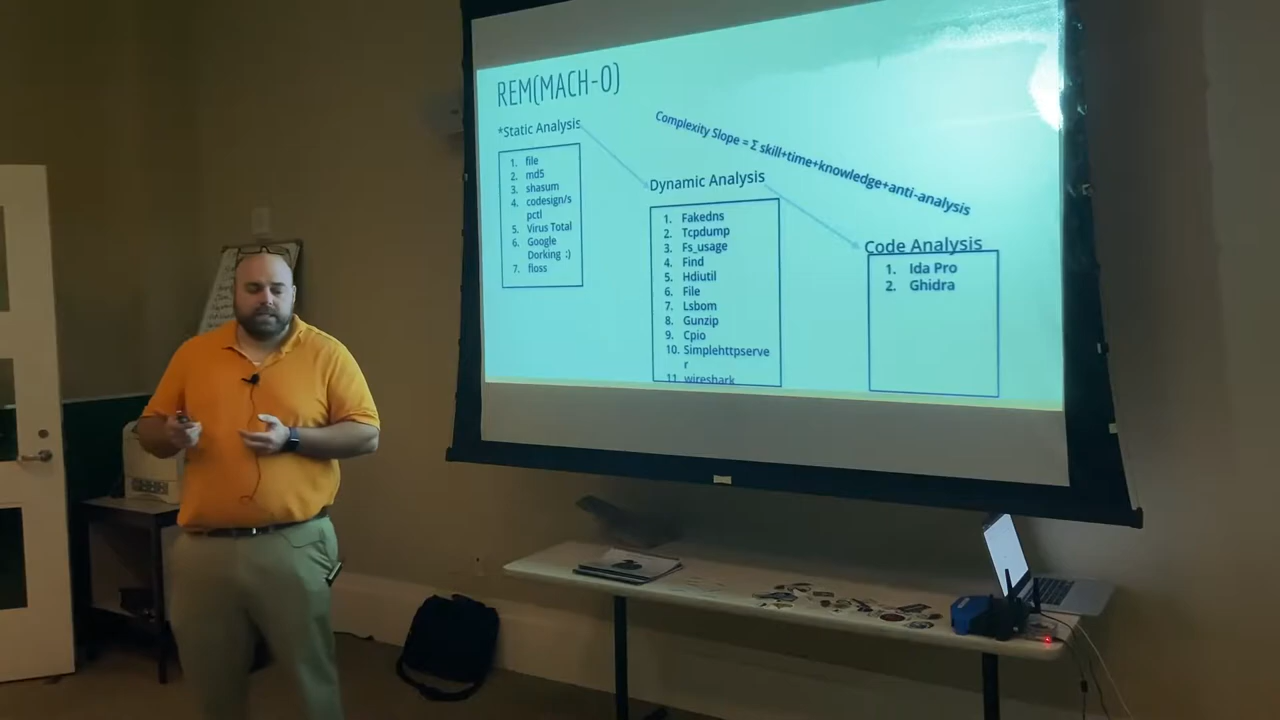 REM(MACH-O)
*Static Analysis
1. file
2. md5
3. shasum
4. codesign/s
pctl
5. Virus Total
6. Google
Dorking :)
7. floss
Complexity Slope = Σ skill+time+knowledge+anti-analysis
Dynamic Analysis
1. Fakedns
2. Tcpdump
3. Fs_usage
4. Find
5. Hdiutil
6. File
7. Lsbom
8. Gunzip
9. Cpio
10. Simplehttpserve
r
11. wireshark
Code Analysis
1. Ida Pro
2. Ghidra